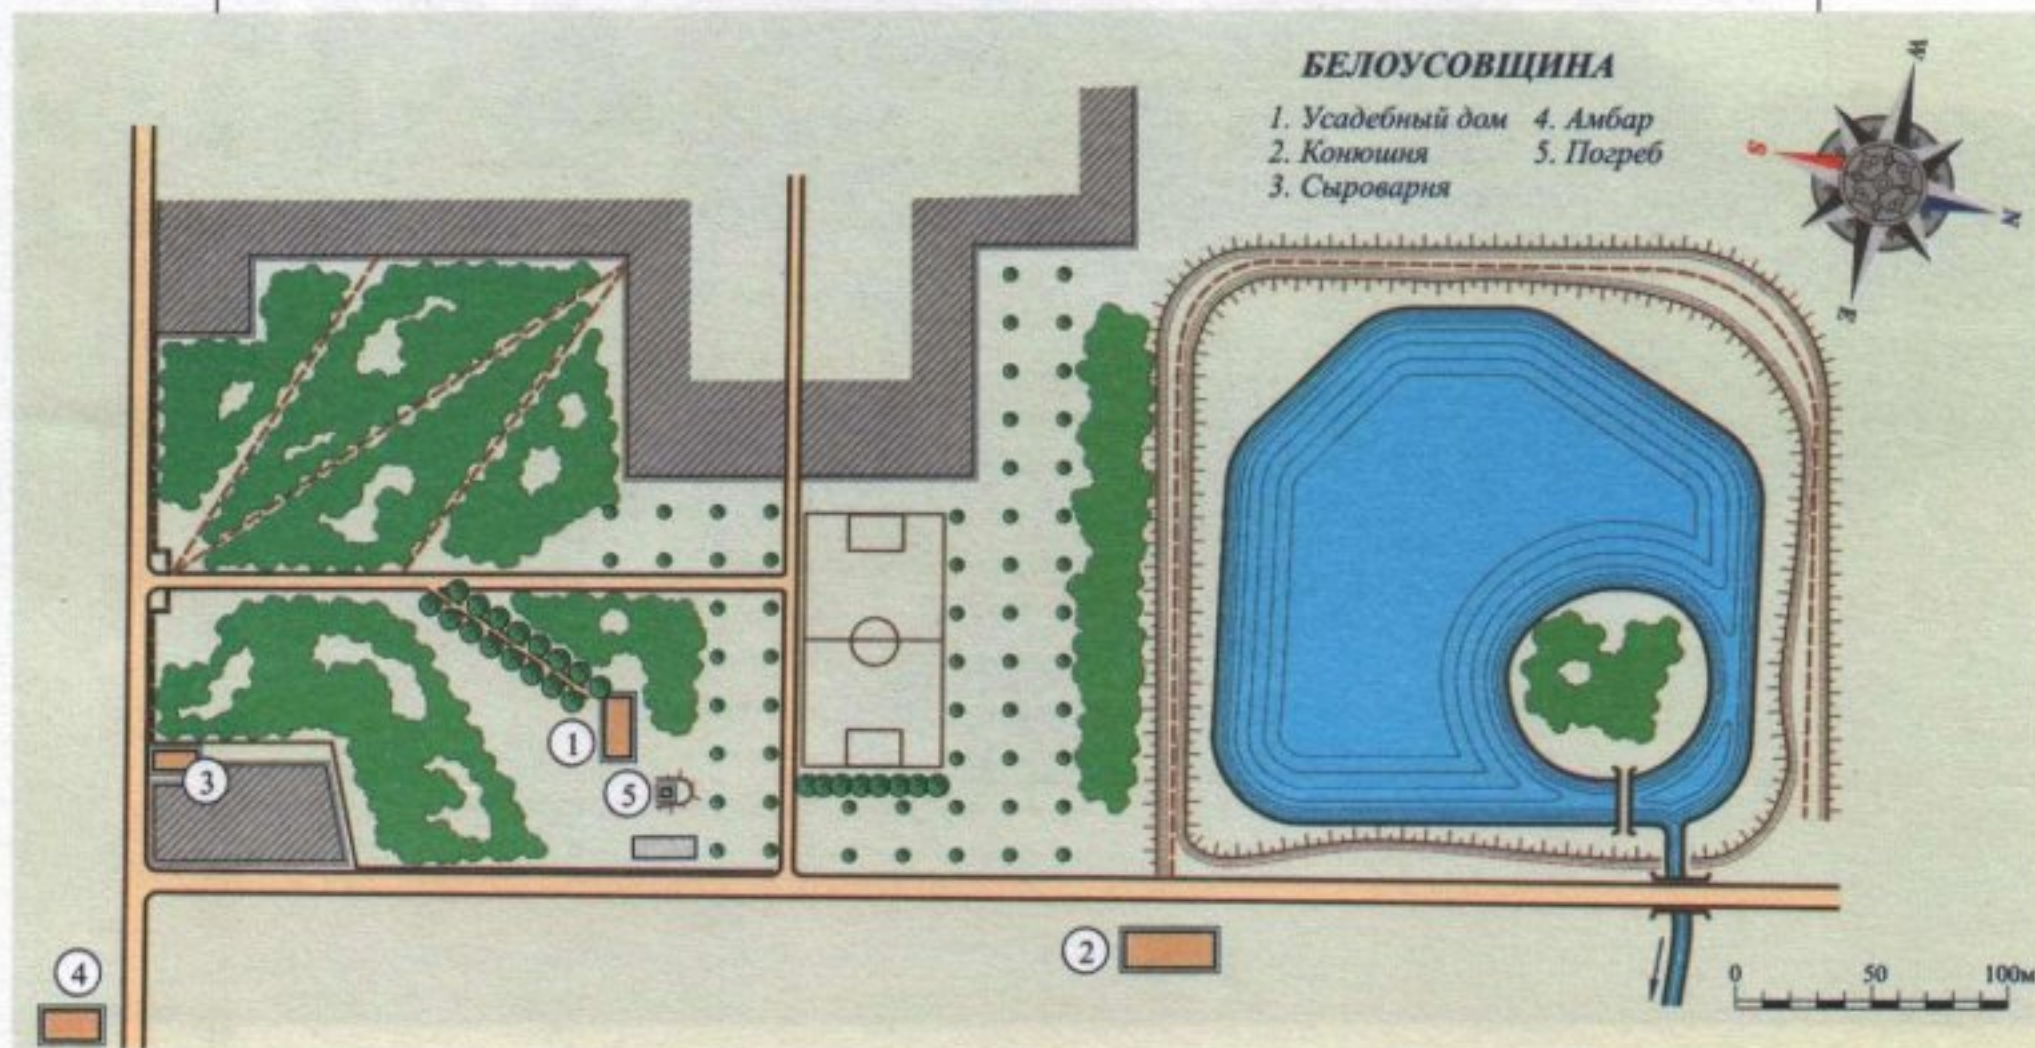 БЕЛОУСОВЩИНА
1. Усадебный дом 4. Амбар
2. Конюшня 5. Погреб
3. Сыроварня
W
S
N
E
1
5
3
2
4
0 50 100м